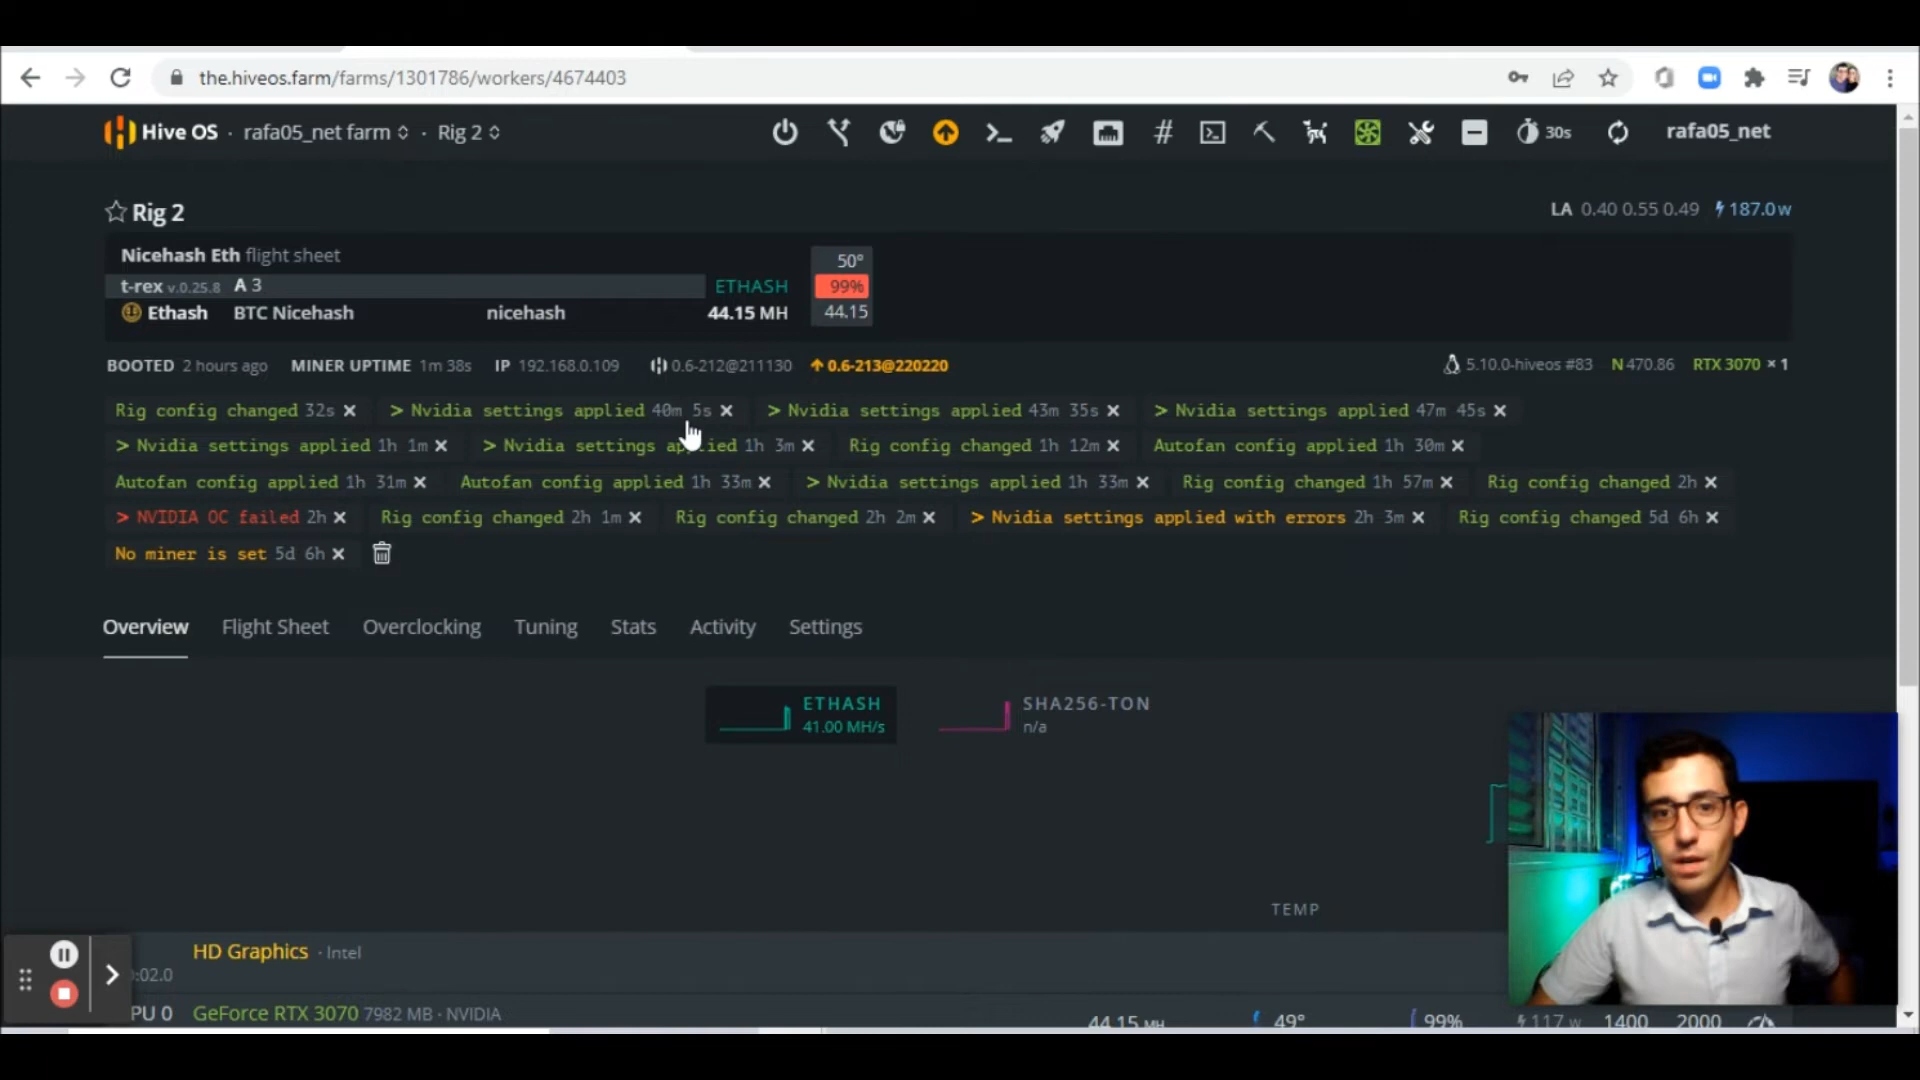 the.hiveos.farm/farms/1301786/workers/4674403
Hive OS · rafa05_net farm · Rig 2 30s rafa05_net
Rig 2 LA 0.40 0.55 0.49 187.0 w
Nicehash Eth flight sheet 50°
t-rex v.0.25.8 A 3 ETHASH 99%
Ethash BTC Nicehash nicehash 44.15 MH 44.15
BOOTED 2 hours ago MINER UPTIME 1m 38s IP 192.168.0.109 0.6-212@211130 0.6-213@220220 5.10.0-hiveos #83 N 470.86 RTX 3070 × 1
Rig config changed 32s × > Nvidia settings applied 40m 5s × > Nvidia settings applied 43m 35s × > Nvidia settings applied 47m 45s ×
> Nvidia settings applied 1h 1m × > Nvidia settings applied 1h 3m × Rig config changed 1h 12m × Autofan config applied 1h 30m ×
Autofan config applied 1h 31m × Autofan config applied 1h 33m × > Nvidia settings applied 1h 33m × Rig config changed 1h 57m × Rig config changed 2h ×
> NVIDIA OC failed 2h × Rig config changed 2h 1m × Rig config changed 2h 2m × > Nvidia settings applied with errors 2h 3m × Rig config changed 5d 6h ×
No miner is set 5d 6h ×
Overview Flight Sheet Overclocking Tuning Stats Activity Settings
ETHASH SHA256-TON
41.00 MH/s n/a
TEMP
HD Graphics · Intel
:02.0
PU 0 GeForce RTX 3070 7982 MB · NVIDIA 44.15 MH 49° 99% 117 w 1400 2000